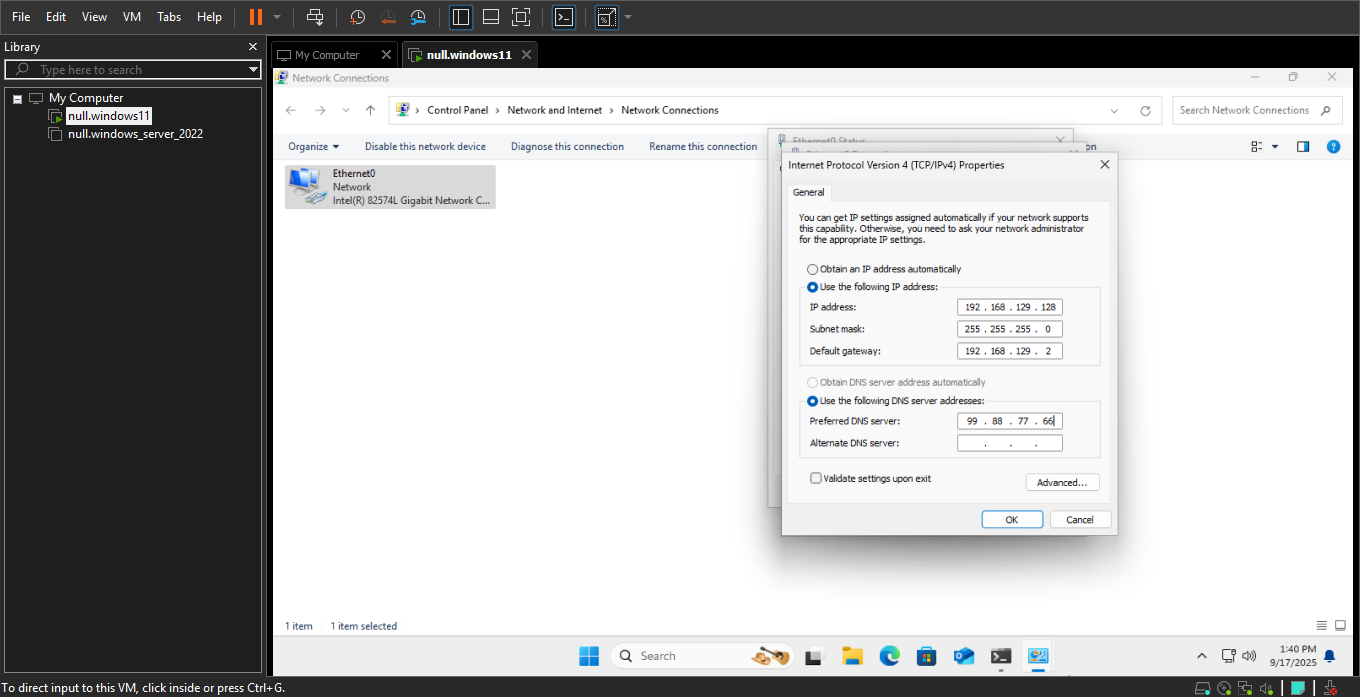 File Edit View VM Tabs Help
Library
Type here to search
My Computer
null.windows11
null.windows_server_2022
My Computer
null.windows11
Network Connections
Control Panel > Network and Internet > Network Connections
Search Network Connections
Organize
Disable this network device
Diagnose this connection
Rename this connection
Ethernet0 Status
Ethernet0
Network
Intel(R) 82574L Gigabit Network C...
Internet Protocol Version 4 (TCP/IPv4) Properties
General
You can get IP settings assigned automatically if your network supports
this capability. Otherwise, you need to ask your network administrator
for the appropriate IP settings.
Obtain an IP address automatically
Use the following IP address:
IP address: 192 . 168 . 129 . 128
Subnet mask: 255 . 255 . 255 . 0
Default gateway: 192 . 168 . 129 . 2
Obtain DNS server address automatically
Use the following DNS server addresses:
Preferred DNS server: 99 . 88 . 77 . 66
Alternate DNS server: . . .
Validate settings upon exit
Advanced...
OK
Cancel
1 item
1 item selected
Search
1:40 PM
9/17/2025
To direct input to this VM, click inside or press Ctrl+G.